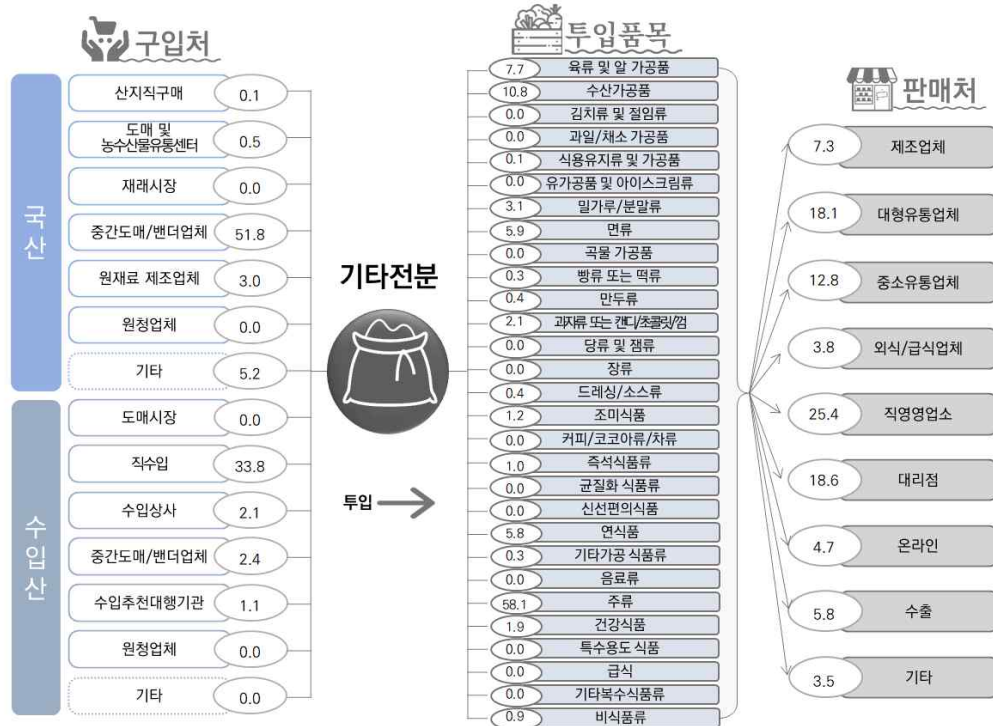 구입처
국산
산지직구매 0.1
도매 및
농수산물유통센터 0.5
재래시장 0.0
중간도매/밴더업체 51.8
원재료 제조업체 3.0
원청업체 0.0
기타 5.2
수입산
도매시장 0.0
직수입 33.8
수입상사 2.1
중간도매/밴더업체 2.4
수입추천대행기관 1.1
원청업체 0.0
기타 0.0
기타전분
투입
투입품목
7.7 육류 및 알 가공품
10.8 수산가공품
0.0 김치류 및 절임류
0.0 과일/채소 가공품
0.1 식용유지류 및 가공품
0.0 유가공품 및 아이스크림류
3.1 밀가루/분말류
5.9 면류
0.0 곡물 가공품
0.3 빵류 또는 떡류
0.4 만두류
2.1 과자류 또는 캔디/초콜릿/껌
0.0 당류 및 잼류
0.0 장류
0.4 드레싱/소스류
1.2 조미식품
0.0 커피/코코아류/차류
1.0 즉석식품류
0.0 균질화 식품류
0.0 신선편의식품
5.8 연식품
0.3 기타가공 식품류
0.0 음료류
58.1 주류
1.9 건강식품
0.0 특수용도 식품
0.0 급식
0.0 기타복수식품류
0.9 비식품류
판매처
7.3 제조업체
18.1 대형유통업체
12.8 중소유통업체
3.8 외식/급식업체
25.4 직영영업소
18.6 대리점
4.7 온라인
5.8 수출
3.5 기타